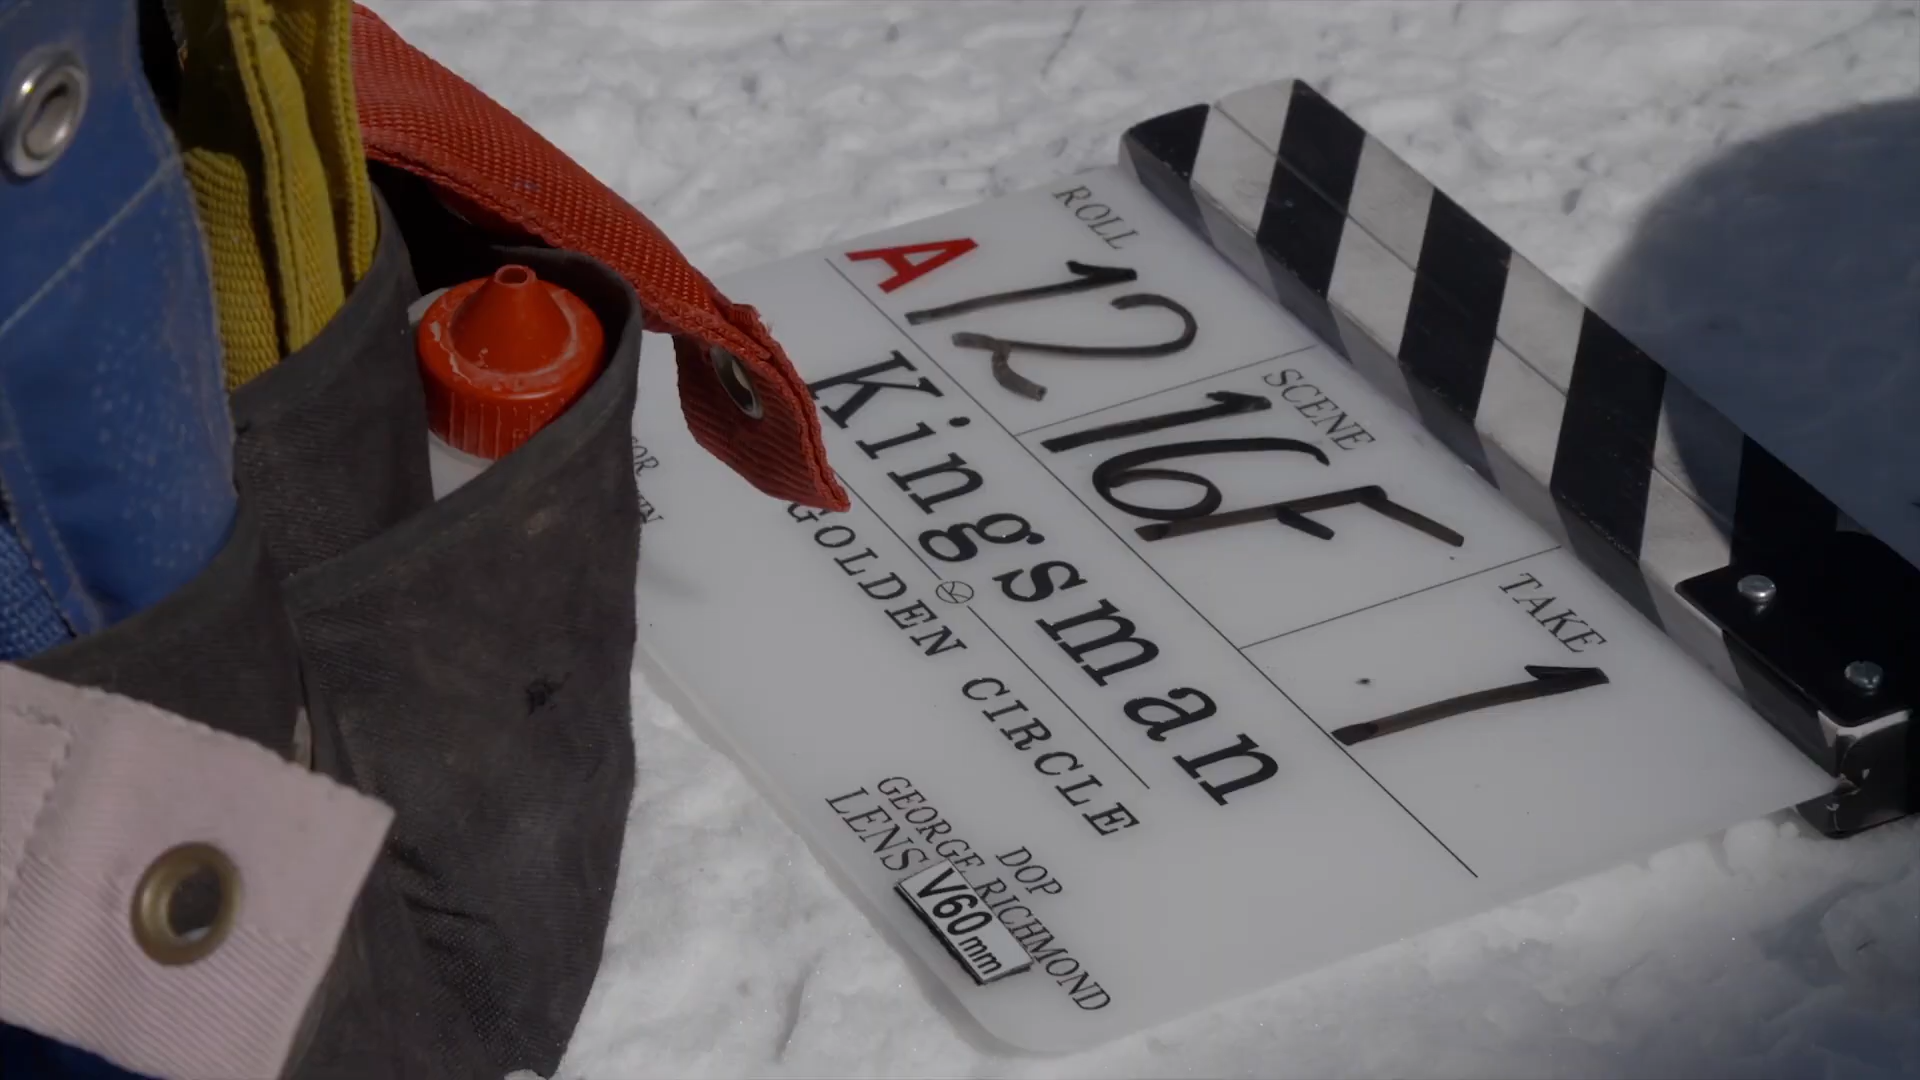 ROLL
A 12
SCENE
16F
TAKE
1
Kingsman
GOLDEN CIRCLE
DOP
GEORGE RICHMOND
LENS V60mm